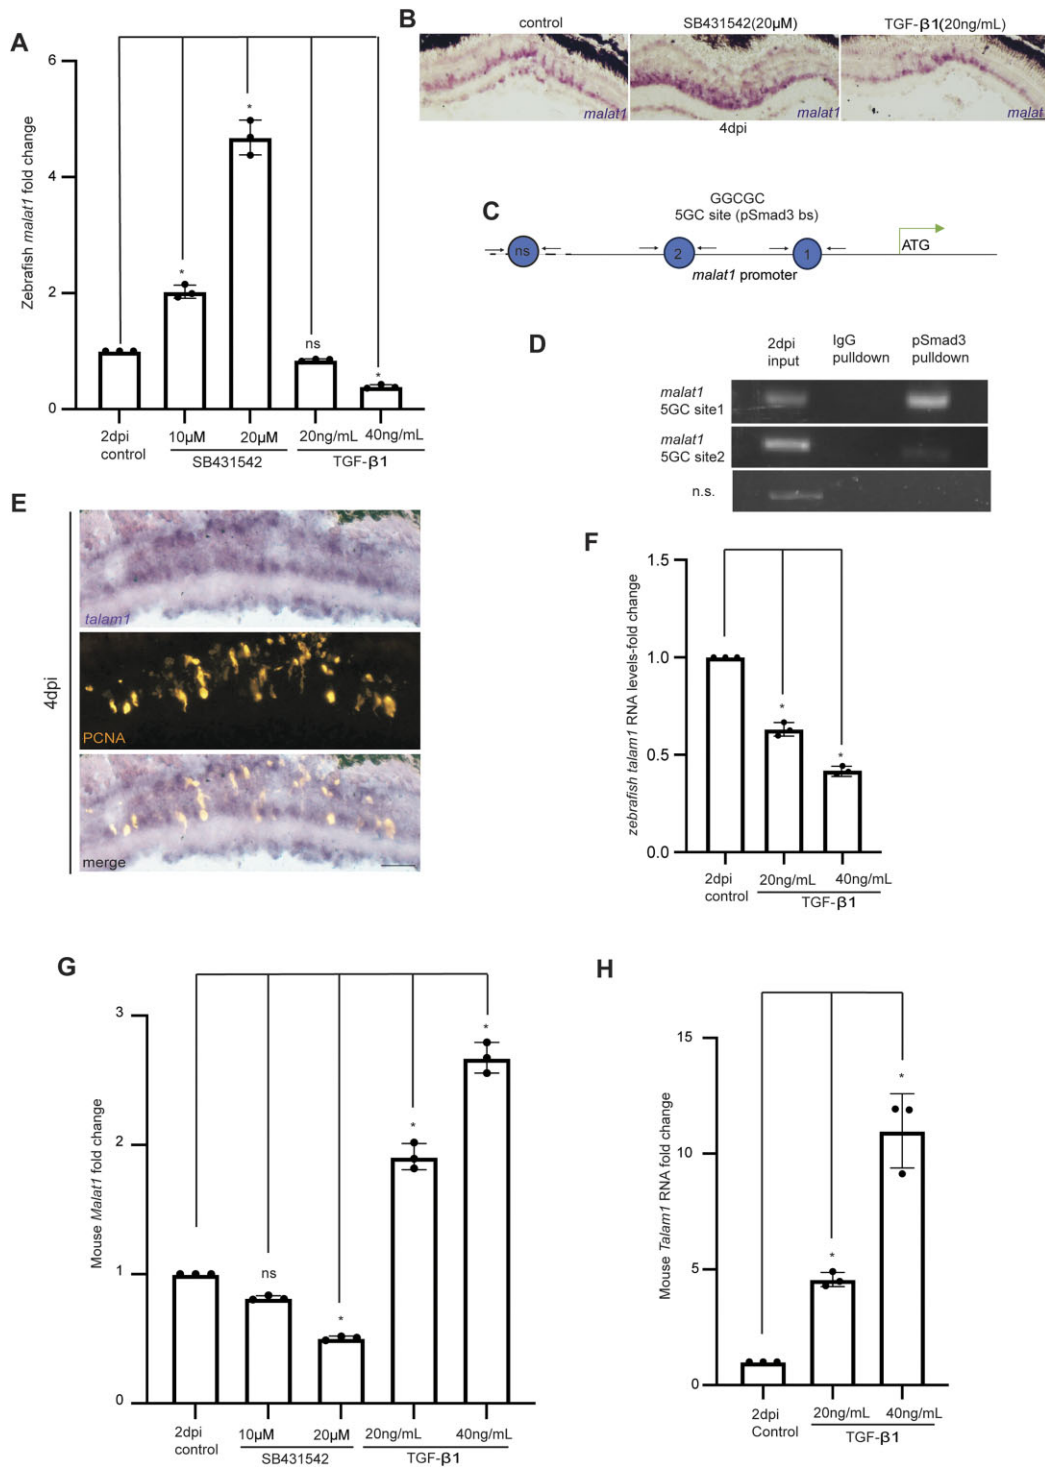 A
Zebrafish malat1 fold change
6
4
2
0
*
*
ns
*
2dpi
control
10µM
20µM
20ng/mL
40ng/mL
SB431542
TGF-β1
B
control
SB431542(20µM)
TGF-β1(20ng/mL)
malat1
malat1
malat
4dpi
C
GGCGC
5GC site (pSmad3 bs)
ns
2
1
ATG
malat1 promoter
D
2dpi
input
IgG
pulldown
pSmad3
pulldown
malat1
5GC site1
malat1
5GC site2
n.s.
E
4dpi
talam1
PCNA
merge
F
zebrafish talam1 RNA levels-fold change
1.5
1.0
0.5
0.0
*
*
2dpi
control
20ng/mL
40ng/mL
TGF-β1
G
Mouse Malat1 fold change
3
2
1
0
ns
*
*
*
2dpi
control
10µM
20µM
20ng/mL
40ng/mL
SB431542
TGF-β1
H
Mouse Talam1 RNA fold change
15
10
5
0
*
*
2dpi
Control
20ng/mL
40ng/mL
TGF-β1